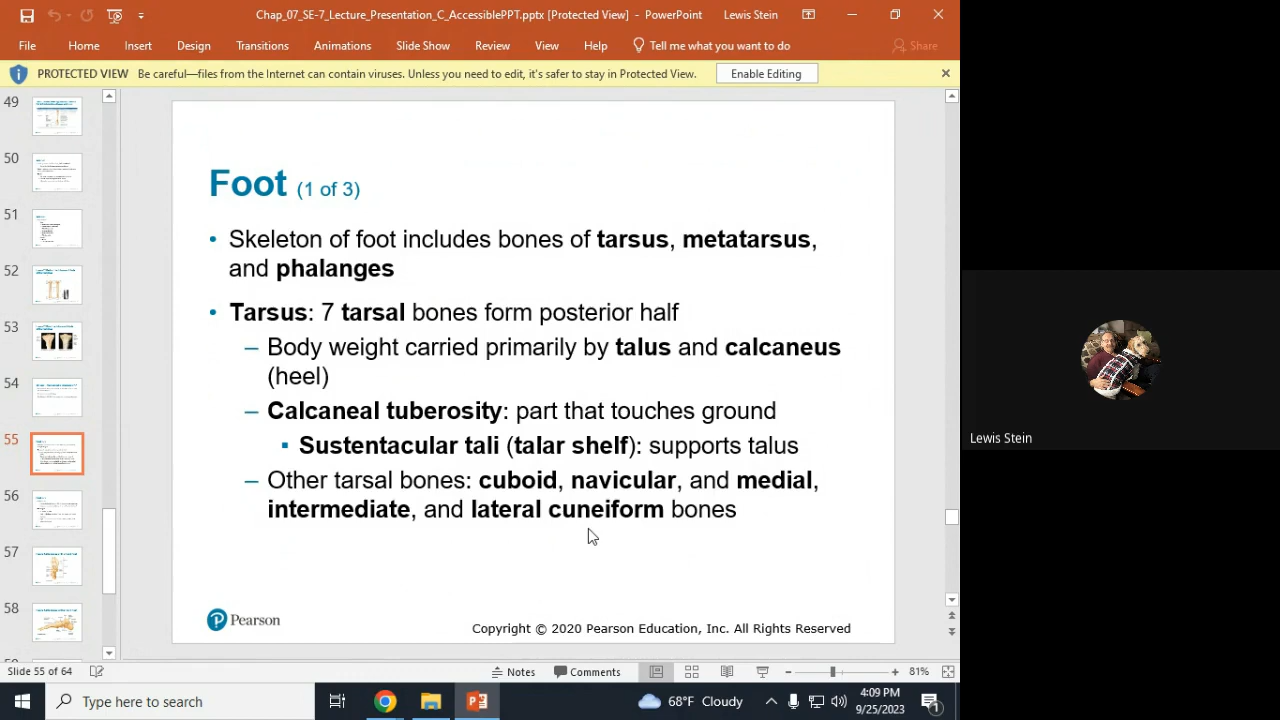 Chap_07_SE-7_Lecture_Presentation_C_AccessiblePPT.pptx [Protected View] - PowerPoint
Lewis Stein
File Home Insert Design Transitions Animations Slide Show Review View Help Tell me what you want to do Share
PROTECTED VIEW Be careful—files from the Internet can contain viruses. Unless you need to edit, it's safer to stay in Protected View. Enable Editing
49
50
51
52
53
54
55
56
57
58
Foot (1 of 3)
• Skeleton of foot includes bones of tarsus, metatarsus,
and phalanges
• Tarsus: 7 tarsal bones form posterior half
– Body weight carried primarily by talus and calcaneus
(heel)
– Calcaneal tuberosity: part that touches ground
▪ Sustentacular tali (talar shelf): supports talus
– Other tarsal bones: cuboid, navicular, and medial,
intermediate, and lateral cuneiform bones
Pearson
Copyright © 2020 Pearson Education, Inc. All Rights Reserved
Lewis Stein
Slide 55 of 64 Notes Comments 81%
Type here to search
68°F Cloudy
4:09 PM
9/25/2023
1